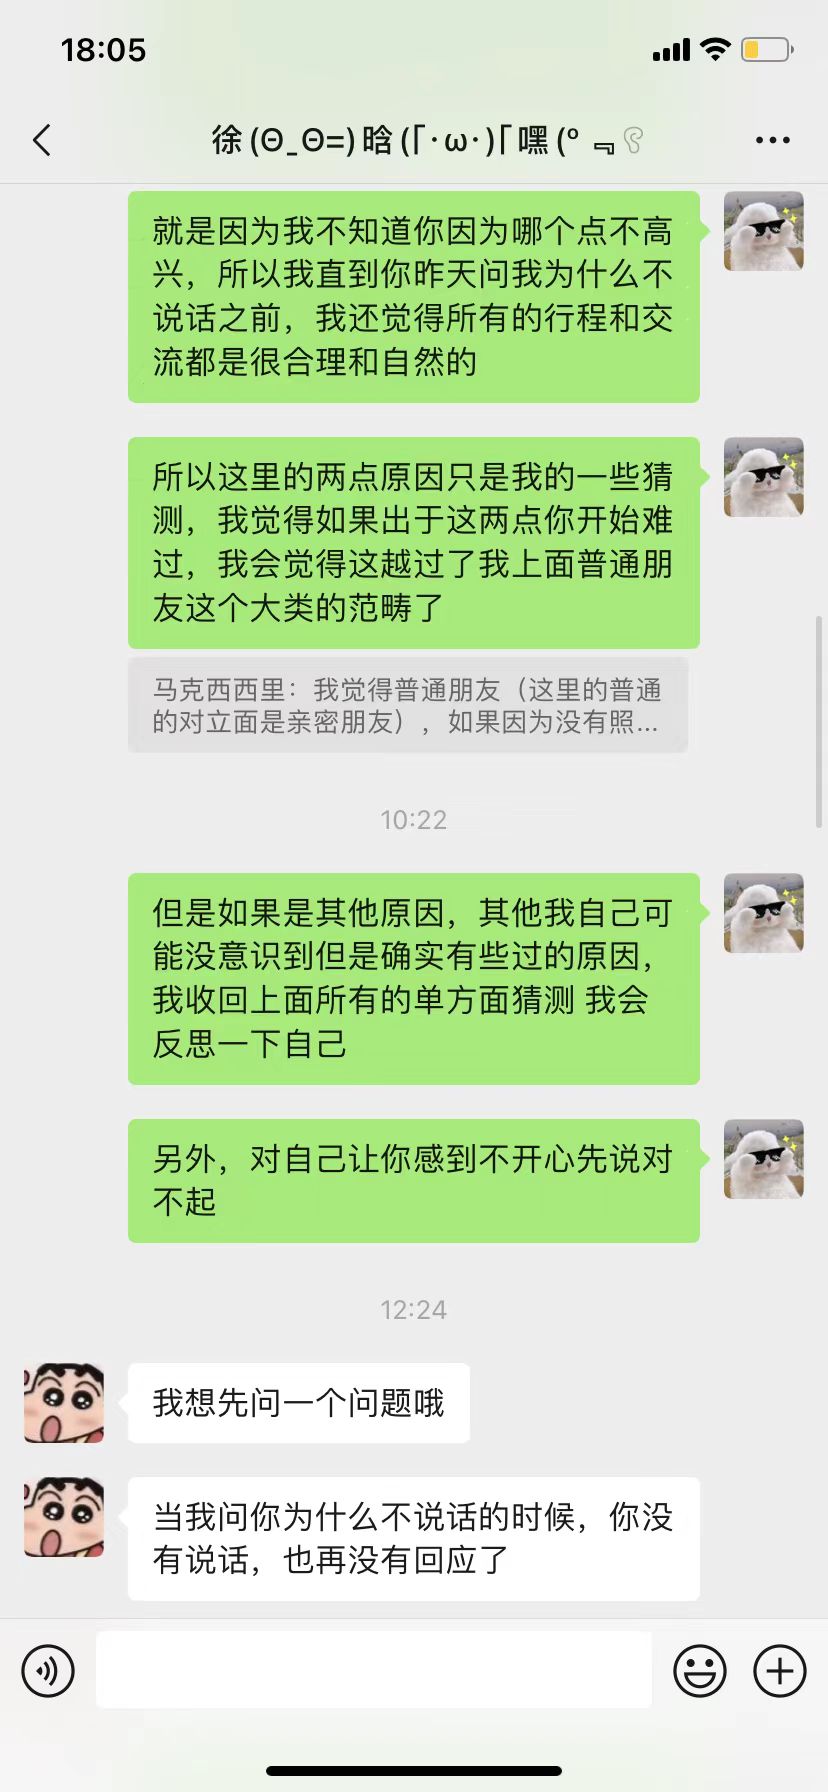 18:05
徐(Θ_Θ=)晗(｢･ω･)｢嘿(º ﹃
就是因为我不知道你因为哪个点不高
兴，所以我直到你昨天问我为什么不
说话之前，我还觉得所有的行程和交
流都是很合理和自然的
所以这里的两点原因只是我的一些猜
测，我觉得如果出于这两点你开始难
过，我会觉得这越过了我上面普通朋
友这个大类的范畴了
马克西西里：我觉得普通朋友（这里的普通
的对立面是亲密朋友），如果因为没有照...
10:22
但是如果是其他原因，其他我自己可
能没意识到但是确实有些过的原因，
我收回上面所有的单方面猜测 我会
反思一下自己
另外，对自己让你感到不开心先说对
不起
12:24
我想先问一个问题哦
当我问你为什么不说话的时候，你没
有说话，也再没有回应了